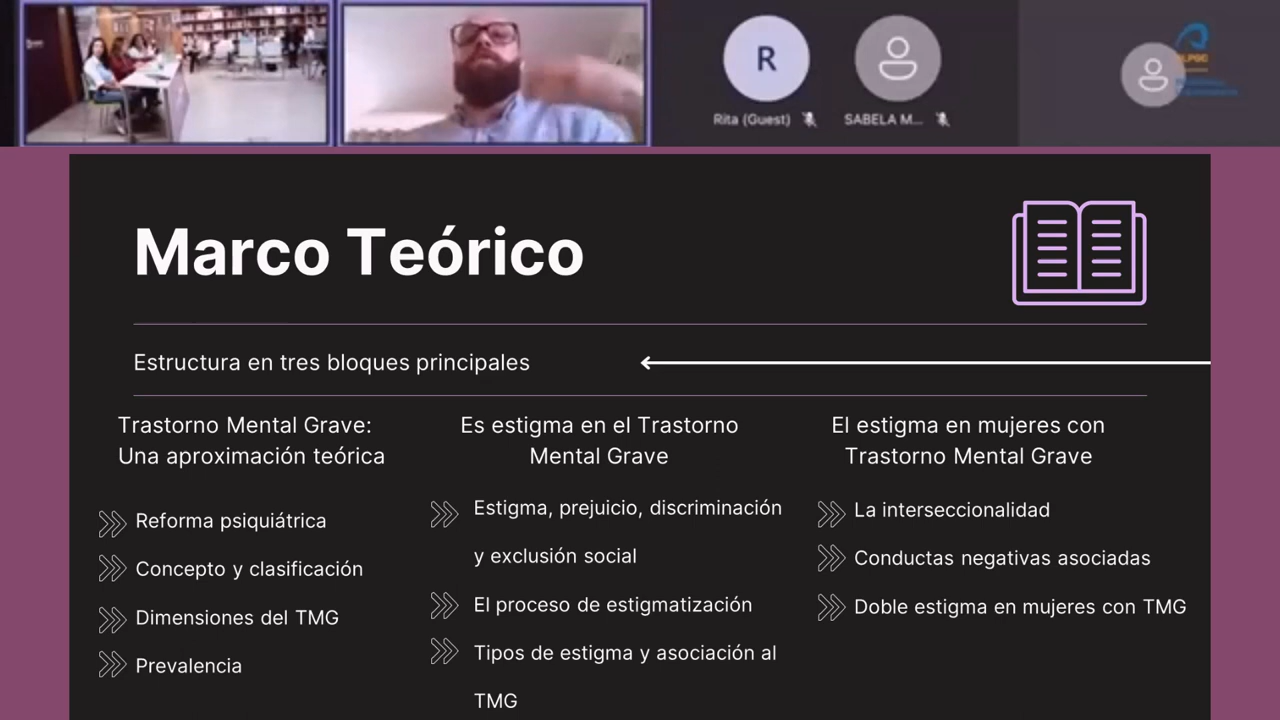 R
Rita (Guest)
SABELA M...
Marco Teórico
Estructura en tres bloques principales
Trastorno Mental Grave:
Una aproximación teórica
Reforma psiquiátrica
Concepto y clasificación
Dimensiones del TMG
Prevalencia
Es estigma en el Trastorno
Mental Grave
Estigma, prejuicio, discriminación
y exclusión social
El proceso de estigmatización
Tipos de estigma y asociación al
TMG
El estigma en mujeres con
Trastorno Mental Grave
La interseccionalidad
Conductas negativas asociadas
Doble estigma en mujeres con TMG